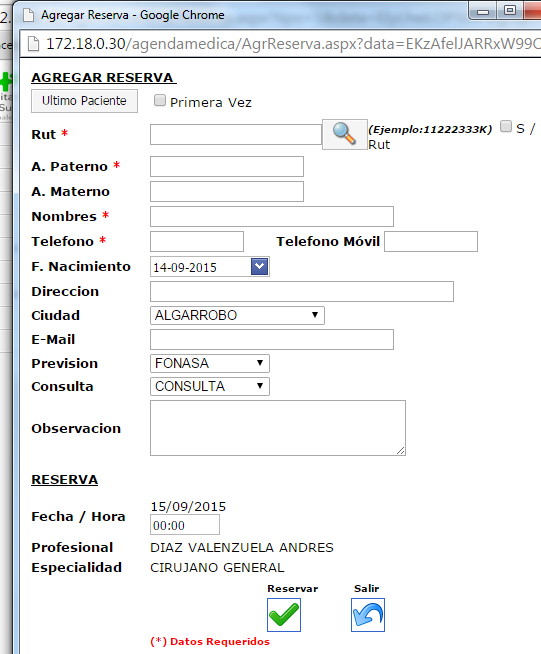 Agregar Reserva - Google Chrome
172.18.0.30/agendamedica/AgrReserva.aspx?data=EKzAfelJARRxW99C
AGREGAR RESERVA
Ultimo Paciente Primera Vez
Rut * (Ejemplo:11222333K) S / Rut
A. Paterno *
A. Materno
Nombres *
Telefono * Telefono Móvil
F. Nacimiento 14-09-2015
Direccion
Ciudad ALGARROBO
E-Mail
Prevision FONASA
Consulta CONSULTA
Observacion
RESERVA
Fecha / Hora 15/09/2015
00:00
Profesional DIAZ VALENZUELA ANDRES
Especialidad CIRUJANO GENERAL
Reservar Salir
(*) Datos Requeridos